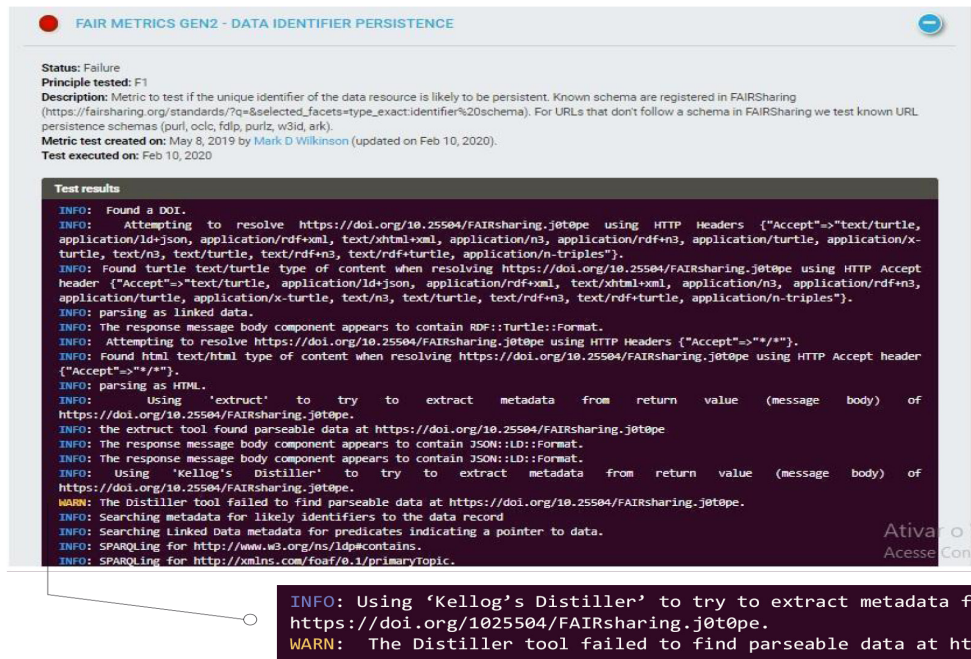 FAIR METRICS GEN2 - DATA IDENTIFIER PERSISTENCE
Status: Failure
Principle tested: F1
Description: Metric to test if the unique identifier of the data resource is likely to be persistent. Known schema are registered in FAIRSharing
(https://fairsharing.org/standards/?q=&selected_facets=type_exact:identifier%20schema). For URLs that don't follow a schema in FAIRSharing we test known URL
persistence schemas (purl, oclc, fdlp, purlz, w3id, ark).
Metric test created on: May 8, 2019 by Mark D Wilkinson (updated on Feb 10, 2020).
Test executed on: Feb 10, 2020
Test results
INFO: Found a DOI.
INFO: Attempting to resolve https://doi.org/10.25504/FAIRsharing.j0t0pe using HTTP Headers {"Accept"=>"text/turtle,
application/ld+json, application/rdf+xml, text/xhtml+xml, application/n3, application/rdf+n3, application/turtle, application/x-
turtle, text/n3, text/turtle, text/rdf+n3, text/rdf+turtle, application/n-triples"}.
INFO: Found turtle text/turtle type of content when resolving https://doi.org/10.25504/FAIRsharing.j0t0pe using HTTP Accept
header {"Accept"=>"text/turtle, application/ld+json, application/rdf+xml, text/xhtml+xml, application/n3, application/rdf+n3,
application/turtle, application/x-turtle, text/n3, text/turtle, text/rdf+n3, text/rdf+turtle, application/n-triples"}.
INFO: parsing as linked data.
INFO: The response message body component appears to contain RDF::Turtle::Format.
INFO: Attempting to resolve https://doi.org/10.25504/FAIRsharing.j0t0pe using HTTP Headers {"Accept"=>"*/*"}.
INFO: Found html text/html type of content when resolving https://doi.org/10.25504/FAIRsharing.j0t0pe using HTTP Accept header
{"Accept"=>"*/*"}.
INFO: parsing as HTML.
INFO: Using 'extruct' to try to extract metadata from return value (message body) of
https://doi.org/10.25504/FAIRsharing.j0t0pe.
INFO: the extruct tool found parseable data at https://doi.org/10.25504/FAIRsharing.j0t0pe
INFO: The response message body component appears to contain JSON::LD::Format.
INFO: The response message body component appears to contain JSON::LD::Format.
INFO: Using 'Kellog's Distiller' to try to extract metadata from return value (message body) of
https://doi.org/10.25504/FAIRsharing.j0t0pe.
WARN: The Distiller tool failed to find parseable data at https://doi.org/10.25504/FAIRsharing.j0t0pe.
INFO: Searching metadata for likely identifiers to the data record
INFO: Searching Linked Data metadata for predicates indicating a pointer to data.
INFO: SPARQLing for http://www.w3.org/ns/ldp#contains.
INFO: SPARQLing for http://xmlns.com/foaf/0.1/primaryTopic.
Ativar o
Acesse Con
INFO: Using ‘Kellog’s Distiller’ to try to extract metadata f
https://doi.org/1025504/FAIRsharing.j0t0pe.
WARN: The Distiller tool failed to find parseable data at ht